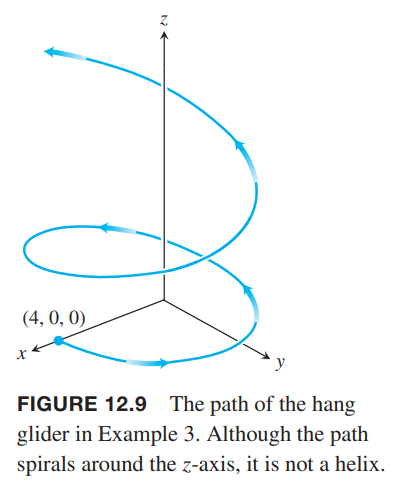 z
(4, 0, 0)
x
y
FIGURE 12.9 The path of the hang
glider in Example 3. Although the path
spirals around the z-axis, it is not a helix.